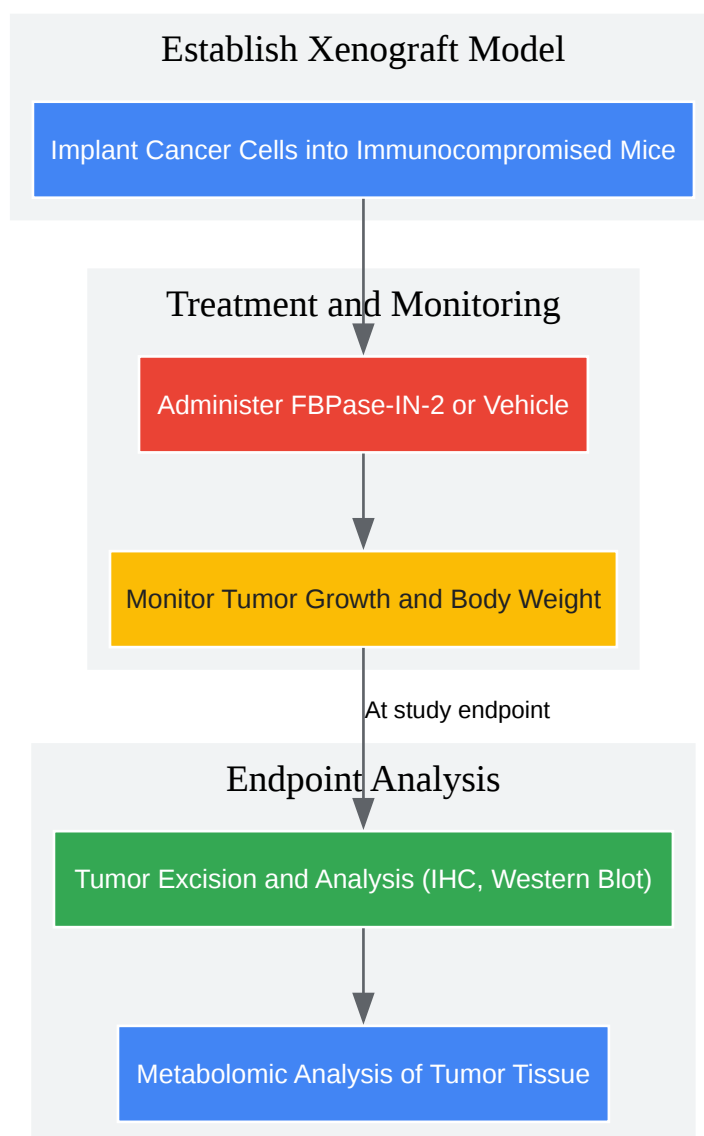 Establish Xenograft Model
Implant Cancer Cells into Immunocompromised Mice
Treatment and Monitoring
Administer FBPase-IN-2 or Vehicle
Monitor Tumor Growth and Body Weight
At study endpoint
Endpoint Analysis
Tumor Excision and Analysis (IHC, Western Blot)
Metabolomic Analysis of Tumor Tissue